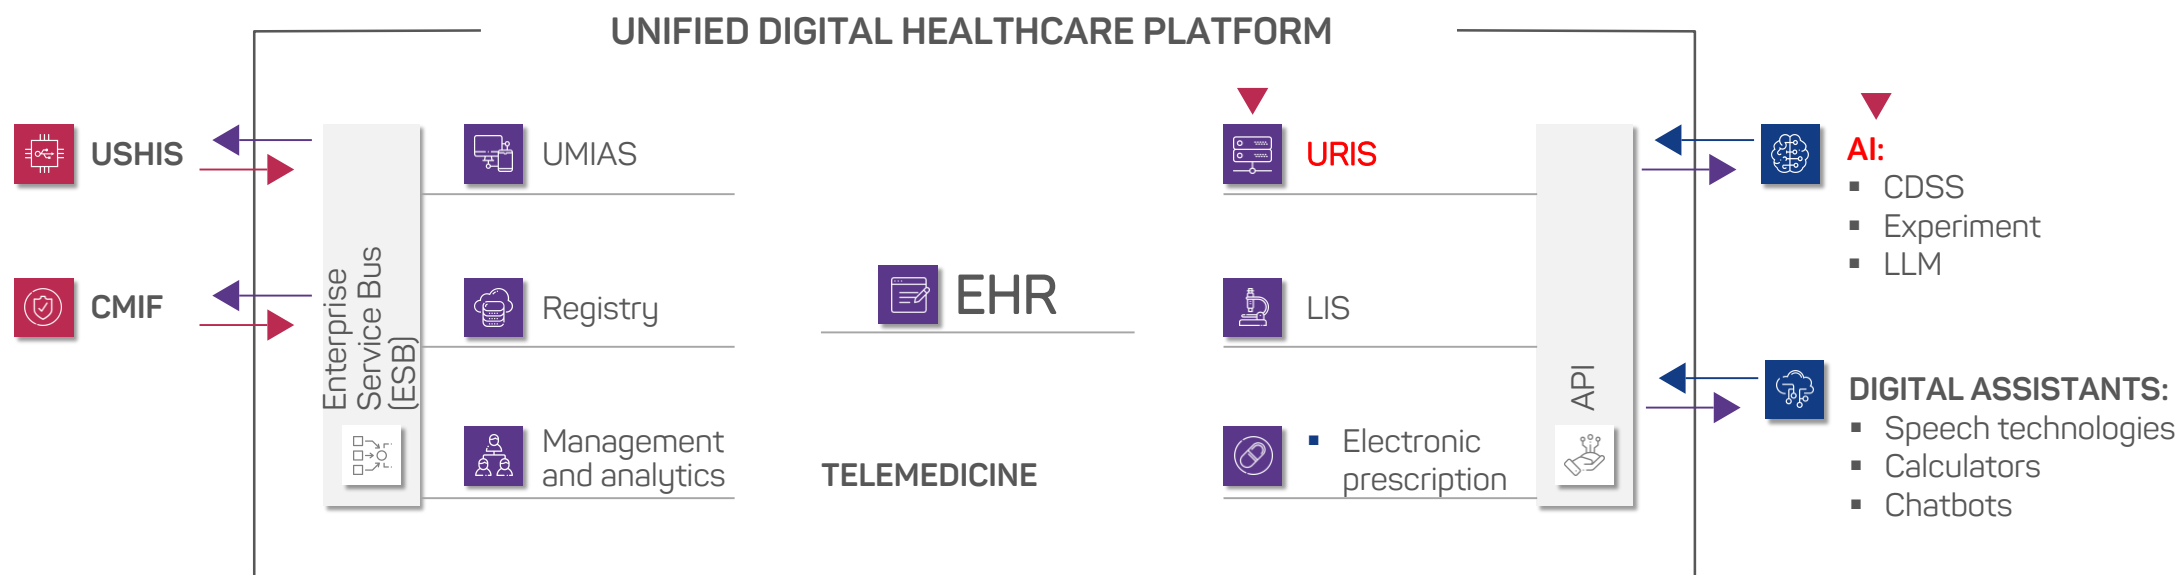 UNIFIED DIGITAL HEALTHCARE PLATFORM
USHIS
CMIF
Enterprise
Service Bus
(ESB)
UMIAS
Registry
Management
and analytics
EHR
TELEMEDICINE
URIS
LIS
▪ Electronic
prescription
API
AI:
▪ CDSS
▪ Experiment
▪ LLM
DIGITAL ASSISTANTS:
▪ Speech technologies
▪ Calculators
▪ Chatbots